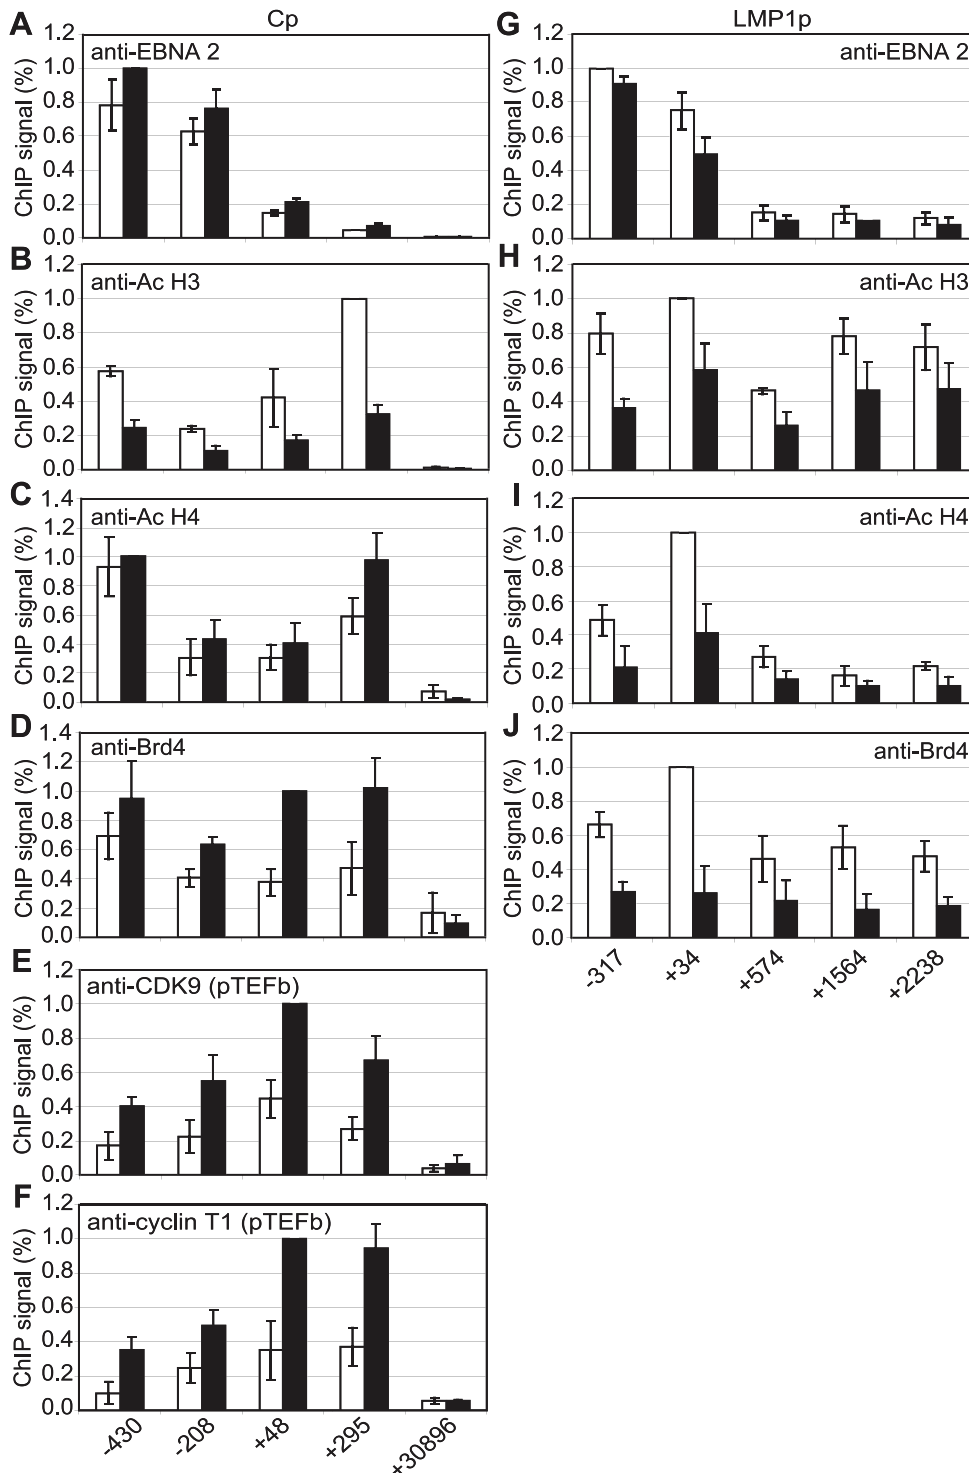 Cp
A
anti-EBNA 2
ChIP signal (%)
1.2
1.0
0.8
0.6
0.4
0.2
0.0
B
anti-Ac H3
ChIP signal (%)
1.2
1.0
0.8
0.6
0.4
0.2
0.0
C
anti-Ac H4
ChIP signal (%)
1.4
1.2
1.0
0.8
0.6
0.4
0.2
0.0
D
anti-Brd4
ChIP signal (%)
1.4
1.2
1.0
0.8
0.6
0.4
0.2
0.0
E
anti-CDK9 (pTEFb)
ChIP signal (%)
1.2
1.0
0.8
0.6
0.4
0.2
0.0
F
anti-cyclin T1 (pTEFb)
ChIP signal (%)
1.2
1.0
0.8
0.6
0.4
0.2
0.0
-430
-208
+48
+295
+30896
LMP1p
G
anti-EBNA 2
ChIP signal (%)
1.2
1.0
0.8
0.6
0.4
0.2
0.0
H
anti-Ac H3
ChIP signal (%)
1.2
1.0
0.8
0.6
0.4
0.2
0.0
I
anti-Ac H4
ChIP signal (%)
1.2
1.0
0.8
0.6
0.4
0.2
0.0
J
anti-Brd4
ChIP signal (%)
1.2
1.0
0.8
0.6
0.4
0.2
0.0
-317
+34
+574
+1564
+2238